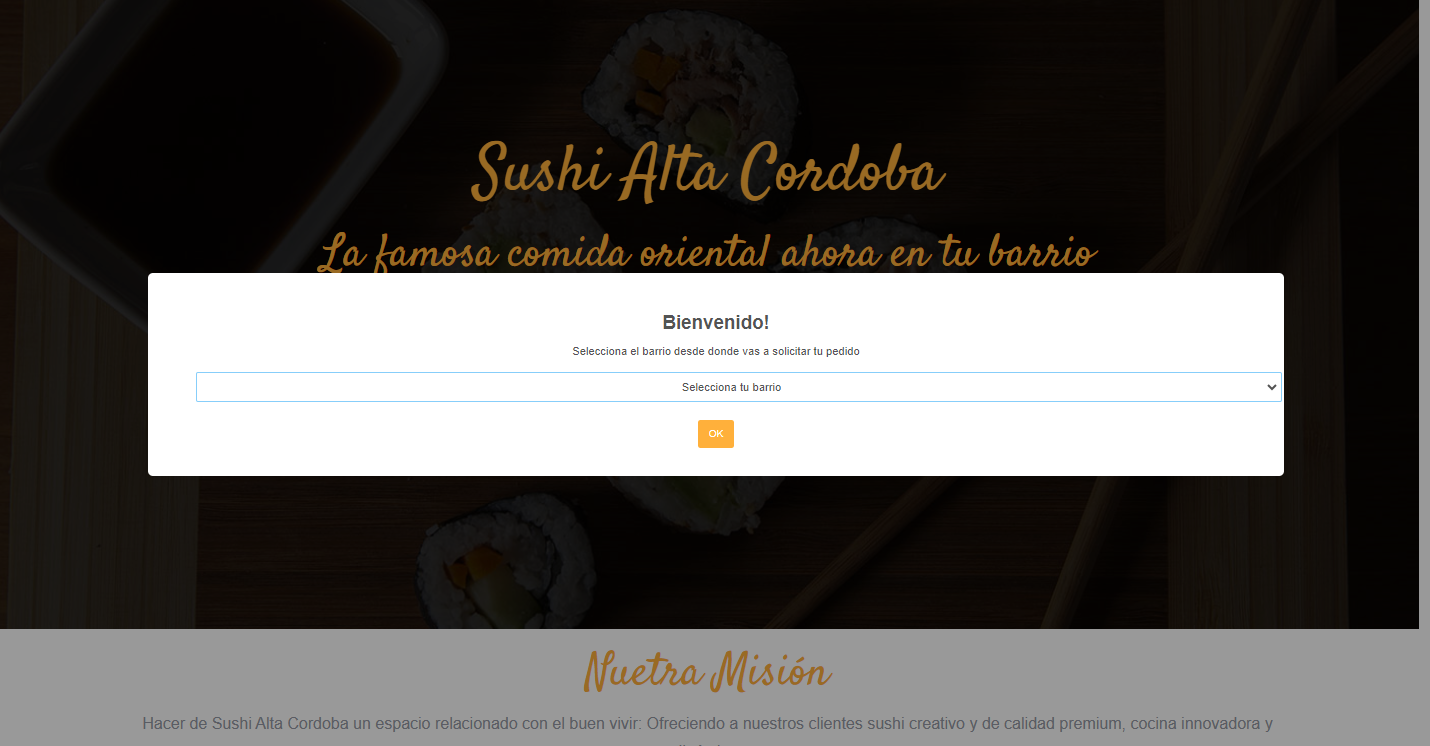 Sushi Alta Cordoba
La famosa comida oriental ahora en tu barrio
Bienvenido!
Selecciona el barrio desde donde vas a solicitar tu pedido
Selecciona tu barrio
OK
Nuetra Misión
Hacer de Sushi Alta Cordoba un espacio relacionado con el buen vivir: Ofreciendo a nuestros clientes sushi creativo y de calidad premium, cocina innovadora y